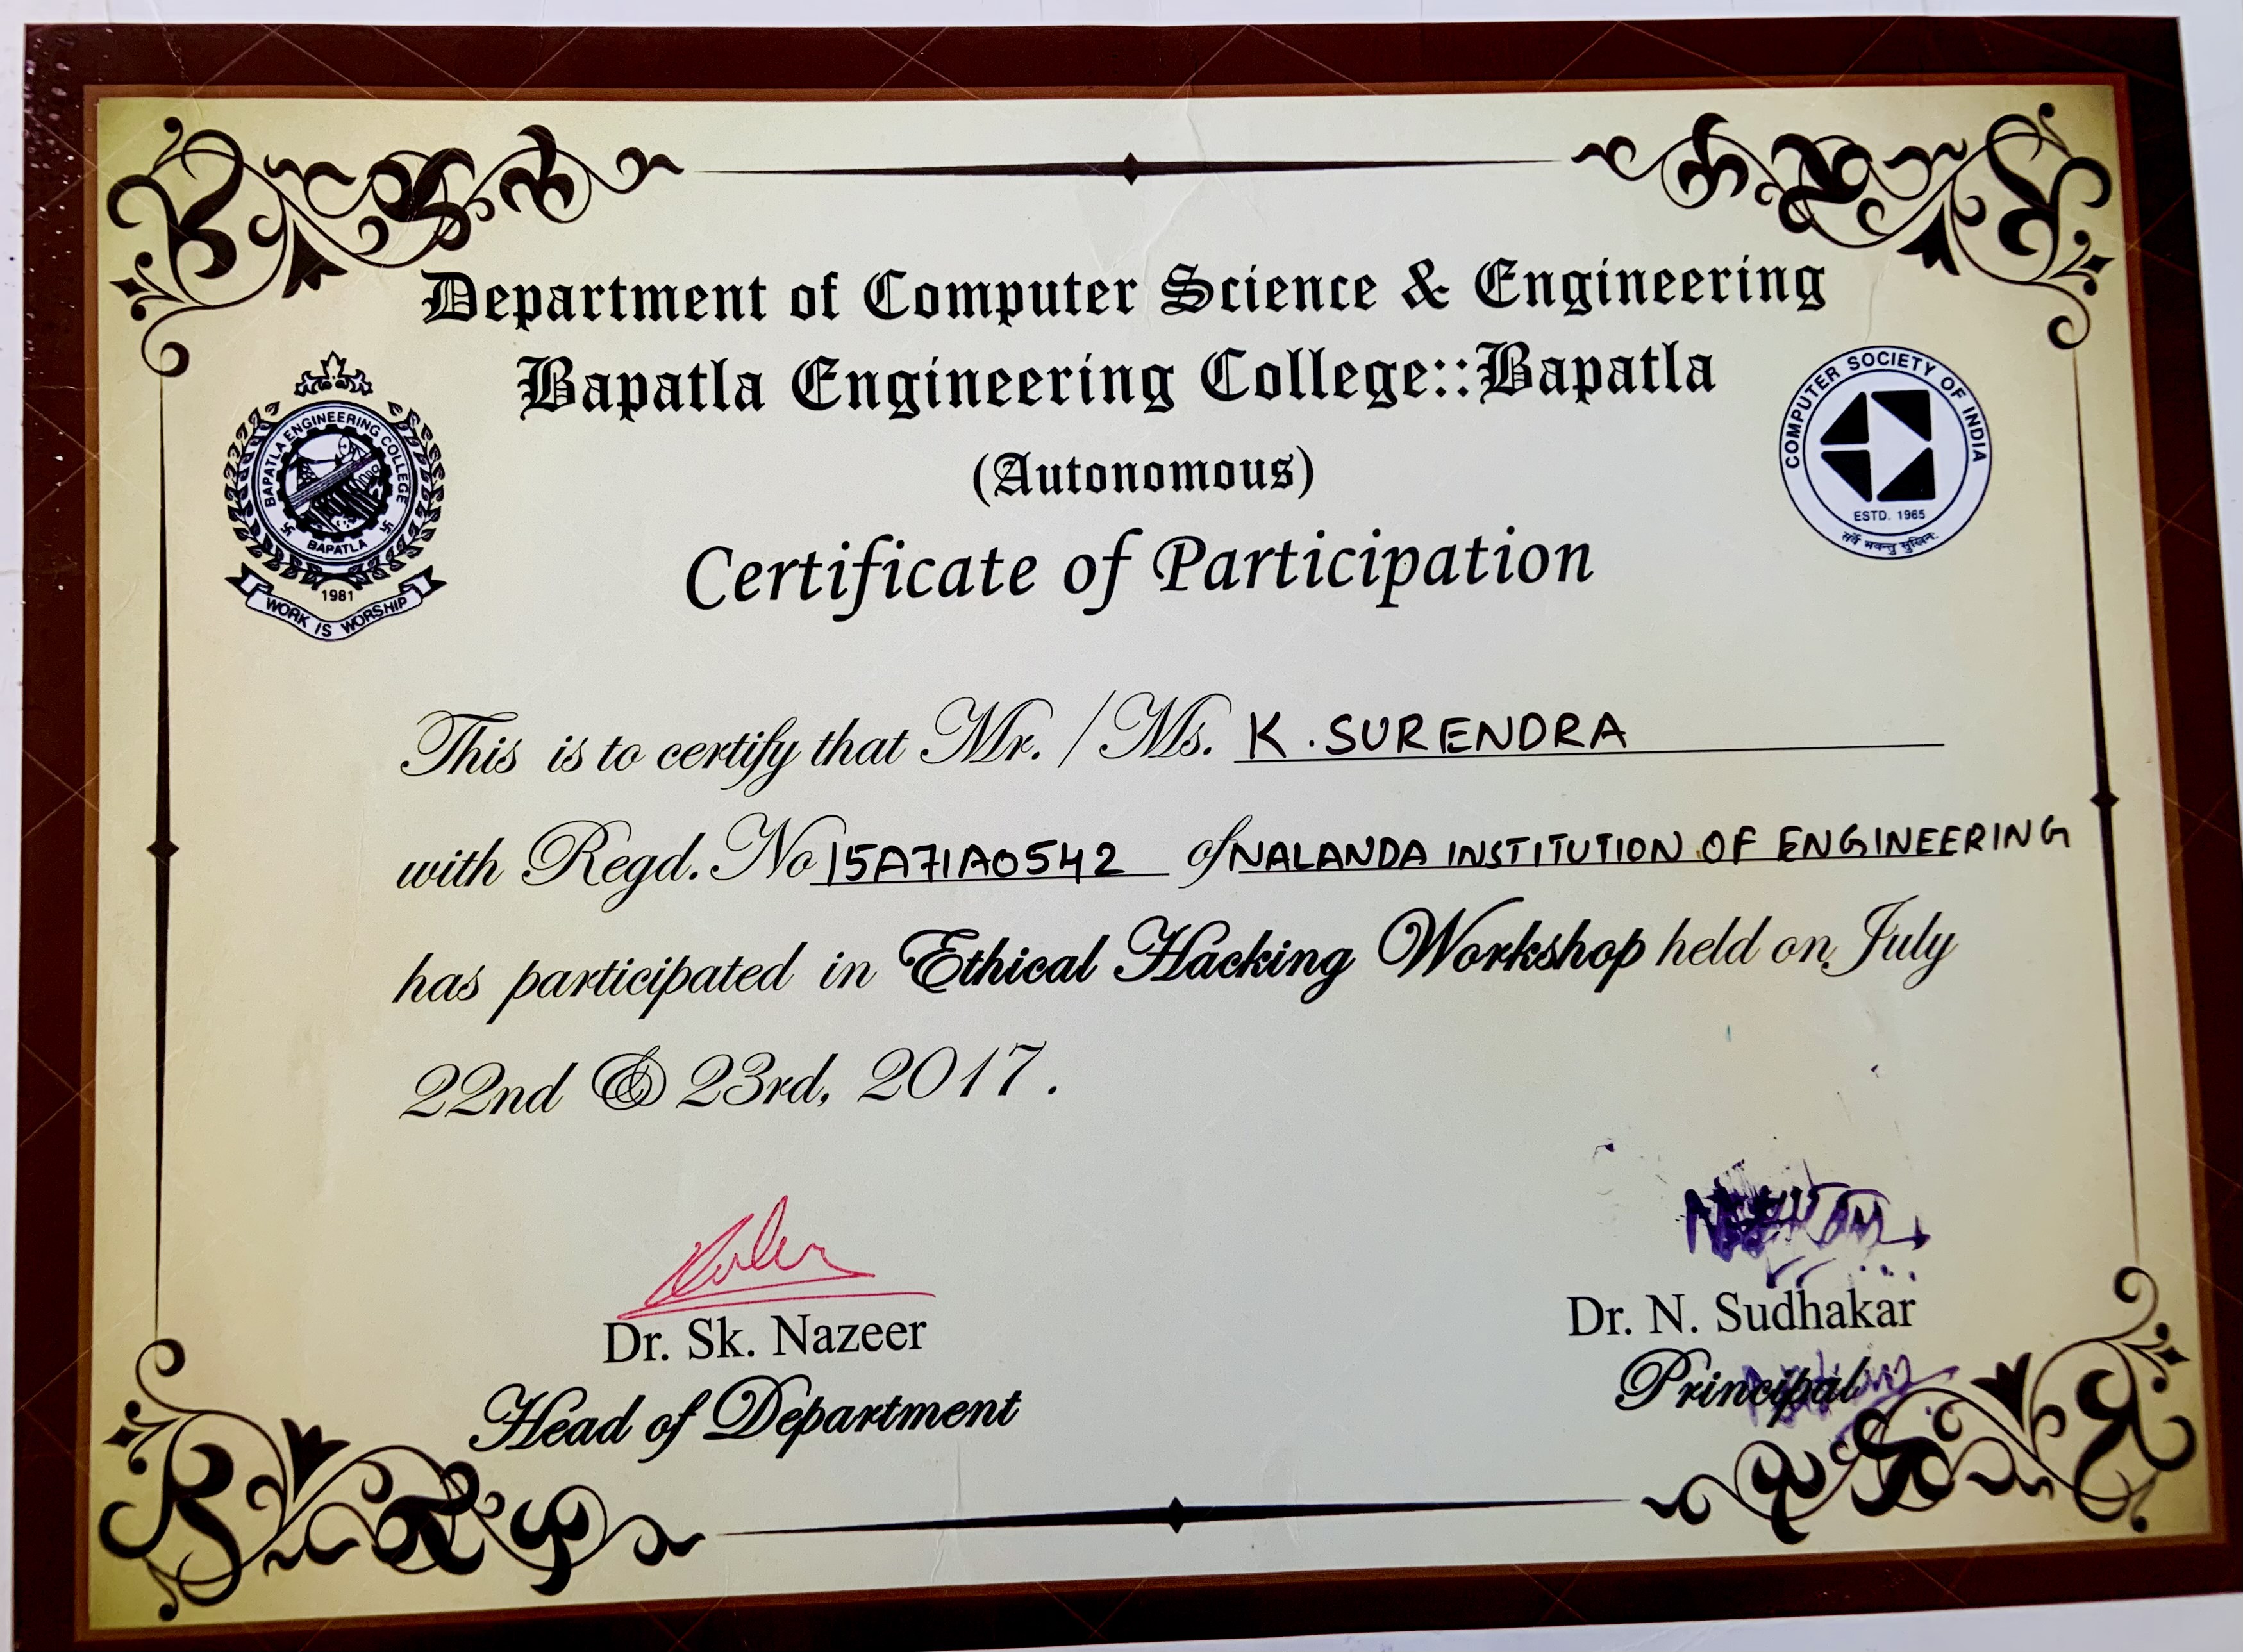 Department of Computer Science & Engineering
Bapatla Engineering College::Bapatla
(Autonomous)
Certificate of Participation
BAPATLA ENGINEERING COLLEGE
BAPATLA
1981
WORK IS WORSHIP
COMPUTER SOCIETY OF INDIA
ESTD. 1965
सर्वे भवन्तु सुखिनः
This is to certify that Mr. / Ms. K. SURENDRA
with Regd. No 15A71A0542 of NALANDA INSTITUTION OF ENGINEERING
has participated in Ethical Hacking Workshop held on July
22nd & 23rd, 2017.
Dr. Sk. Nazeer
Head of Department
Dr. N. Sudhakar
Principal